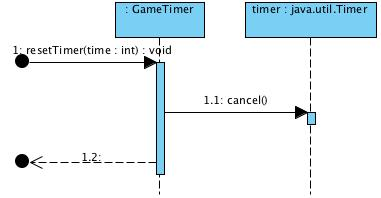 : GameTimer
timer : java.util.Timer
1: resetTimer(time : int) : void
1.1: cancel()
1.2: